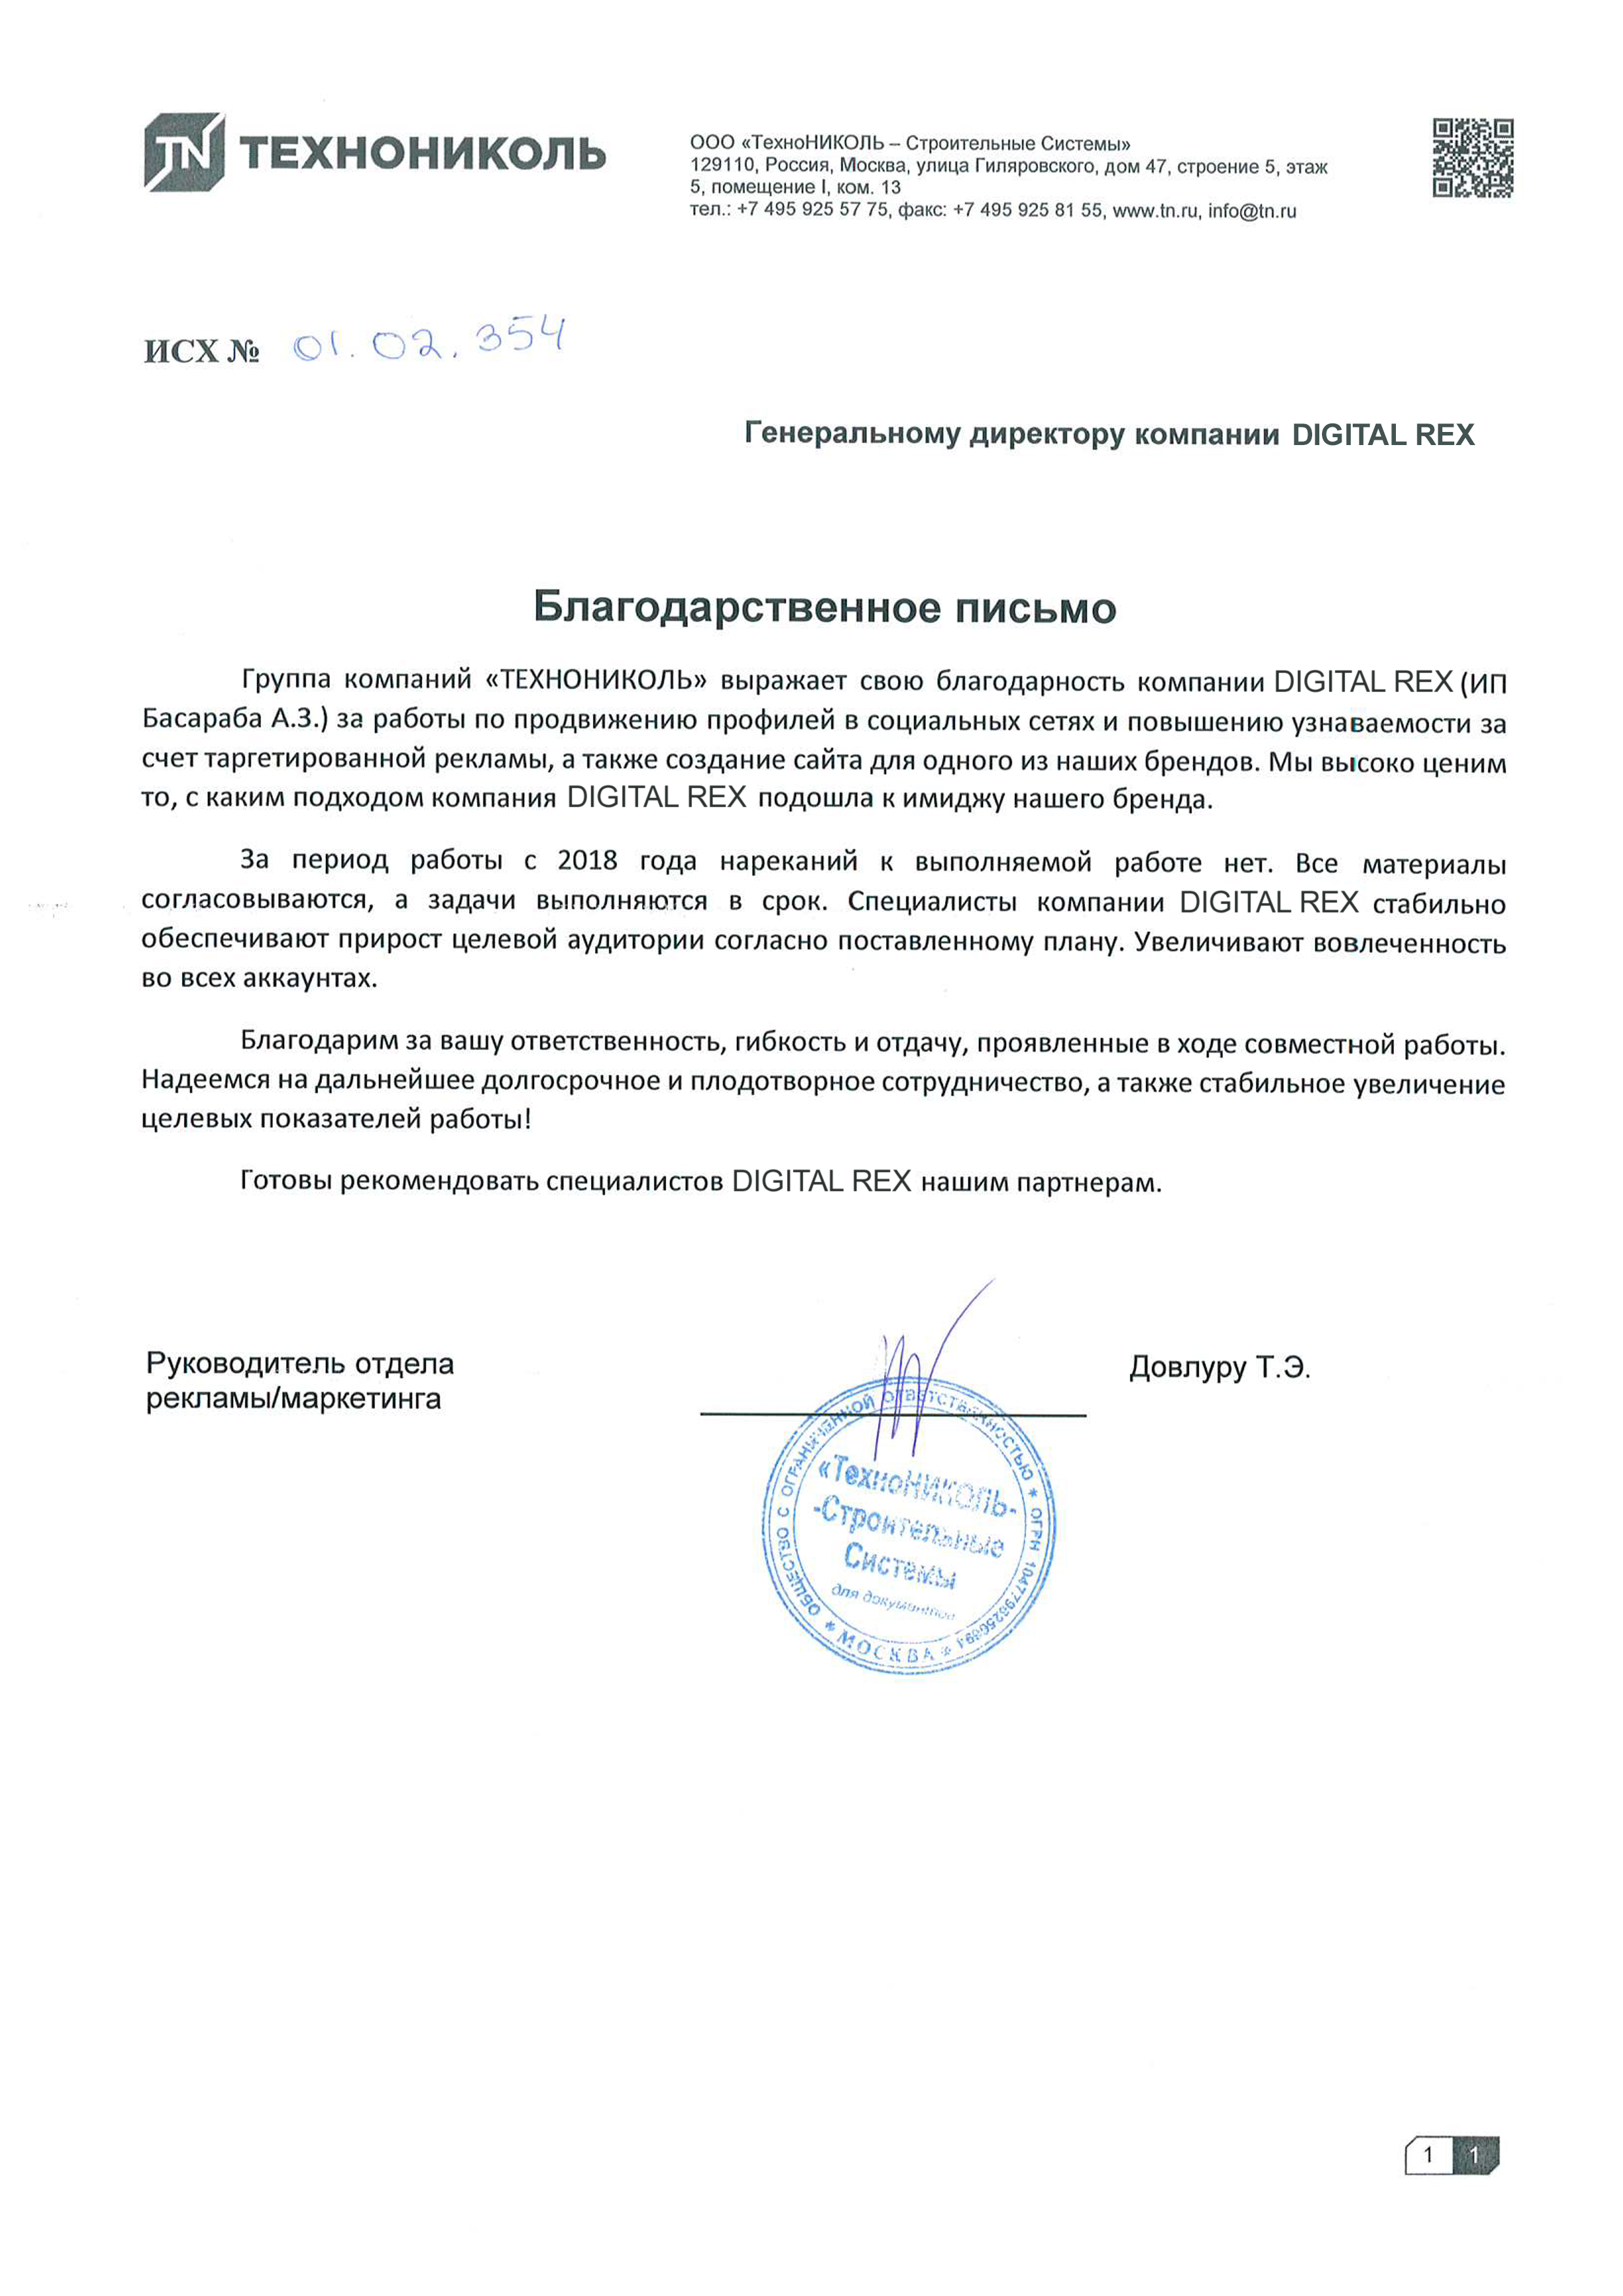 TN ТЕХНОНИКОЛЬ
ООО «ТехноНИКОЛЬ – Строительные Системы»
129110, Россия, Москва, улица Гиляровского, дом 47, строение 5, этаж
5, помещение I, ком. 13
тел.: +7 495 925 57 75, факс: +7 495 925 81 55, www.tn.ru, info@tn.ru
ИСХ № 01.02.354
Генеральному директору компании DIGITAL REX
Благодарственное письмо
Группа компаний «ТЕХНОНИКОЛЬ» выражает свою благодарность компании DIGITAL REX (ИП
Басараба А.З.) за работы по продвижению профилей в социальных сетях и повышению узнаваемости за
счет таргетированной рекламы, а также создание сайта для одного из наших брендов. Мы высоко ценим
то, с каким подходом компания DIGITAL REX подошла к имиджу нашего бренда.
За период работы с 2018 года нареканий к выполняемой работе нет. Все материалы
согласовываются, а задачи выполняются в срок. Специалисты компании DIGITAL REX стабильно
обеспечивают прирост целевой аудитории согласно поставленному плану. Увеличивают вовлеченность
во всех аккаунтах.
Благодарим за вашу ответственность, гибкость и отдачу, проявленные в ходе совместной работы.
Надеемся на дальнейшее долгосрочное и плодотворное сотрудничество, а также стабильное увеличение
целевых показателей работы!
Готовы рекомендовать специалистов DIGITAL REX нашим партнерам.
Руководитель отдела
рекламы/маркетинга
Довлуру Т.Э.
ОБЩЕСТВО С ОГРАНИЧЕННОЙ ОТВЕТСТВЕННОСТЬЮ * ОГРН
«ТехноНИКОЛЬ-
-Строительные
Системы
для документов
* МОСКВА *
1 1